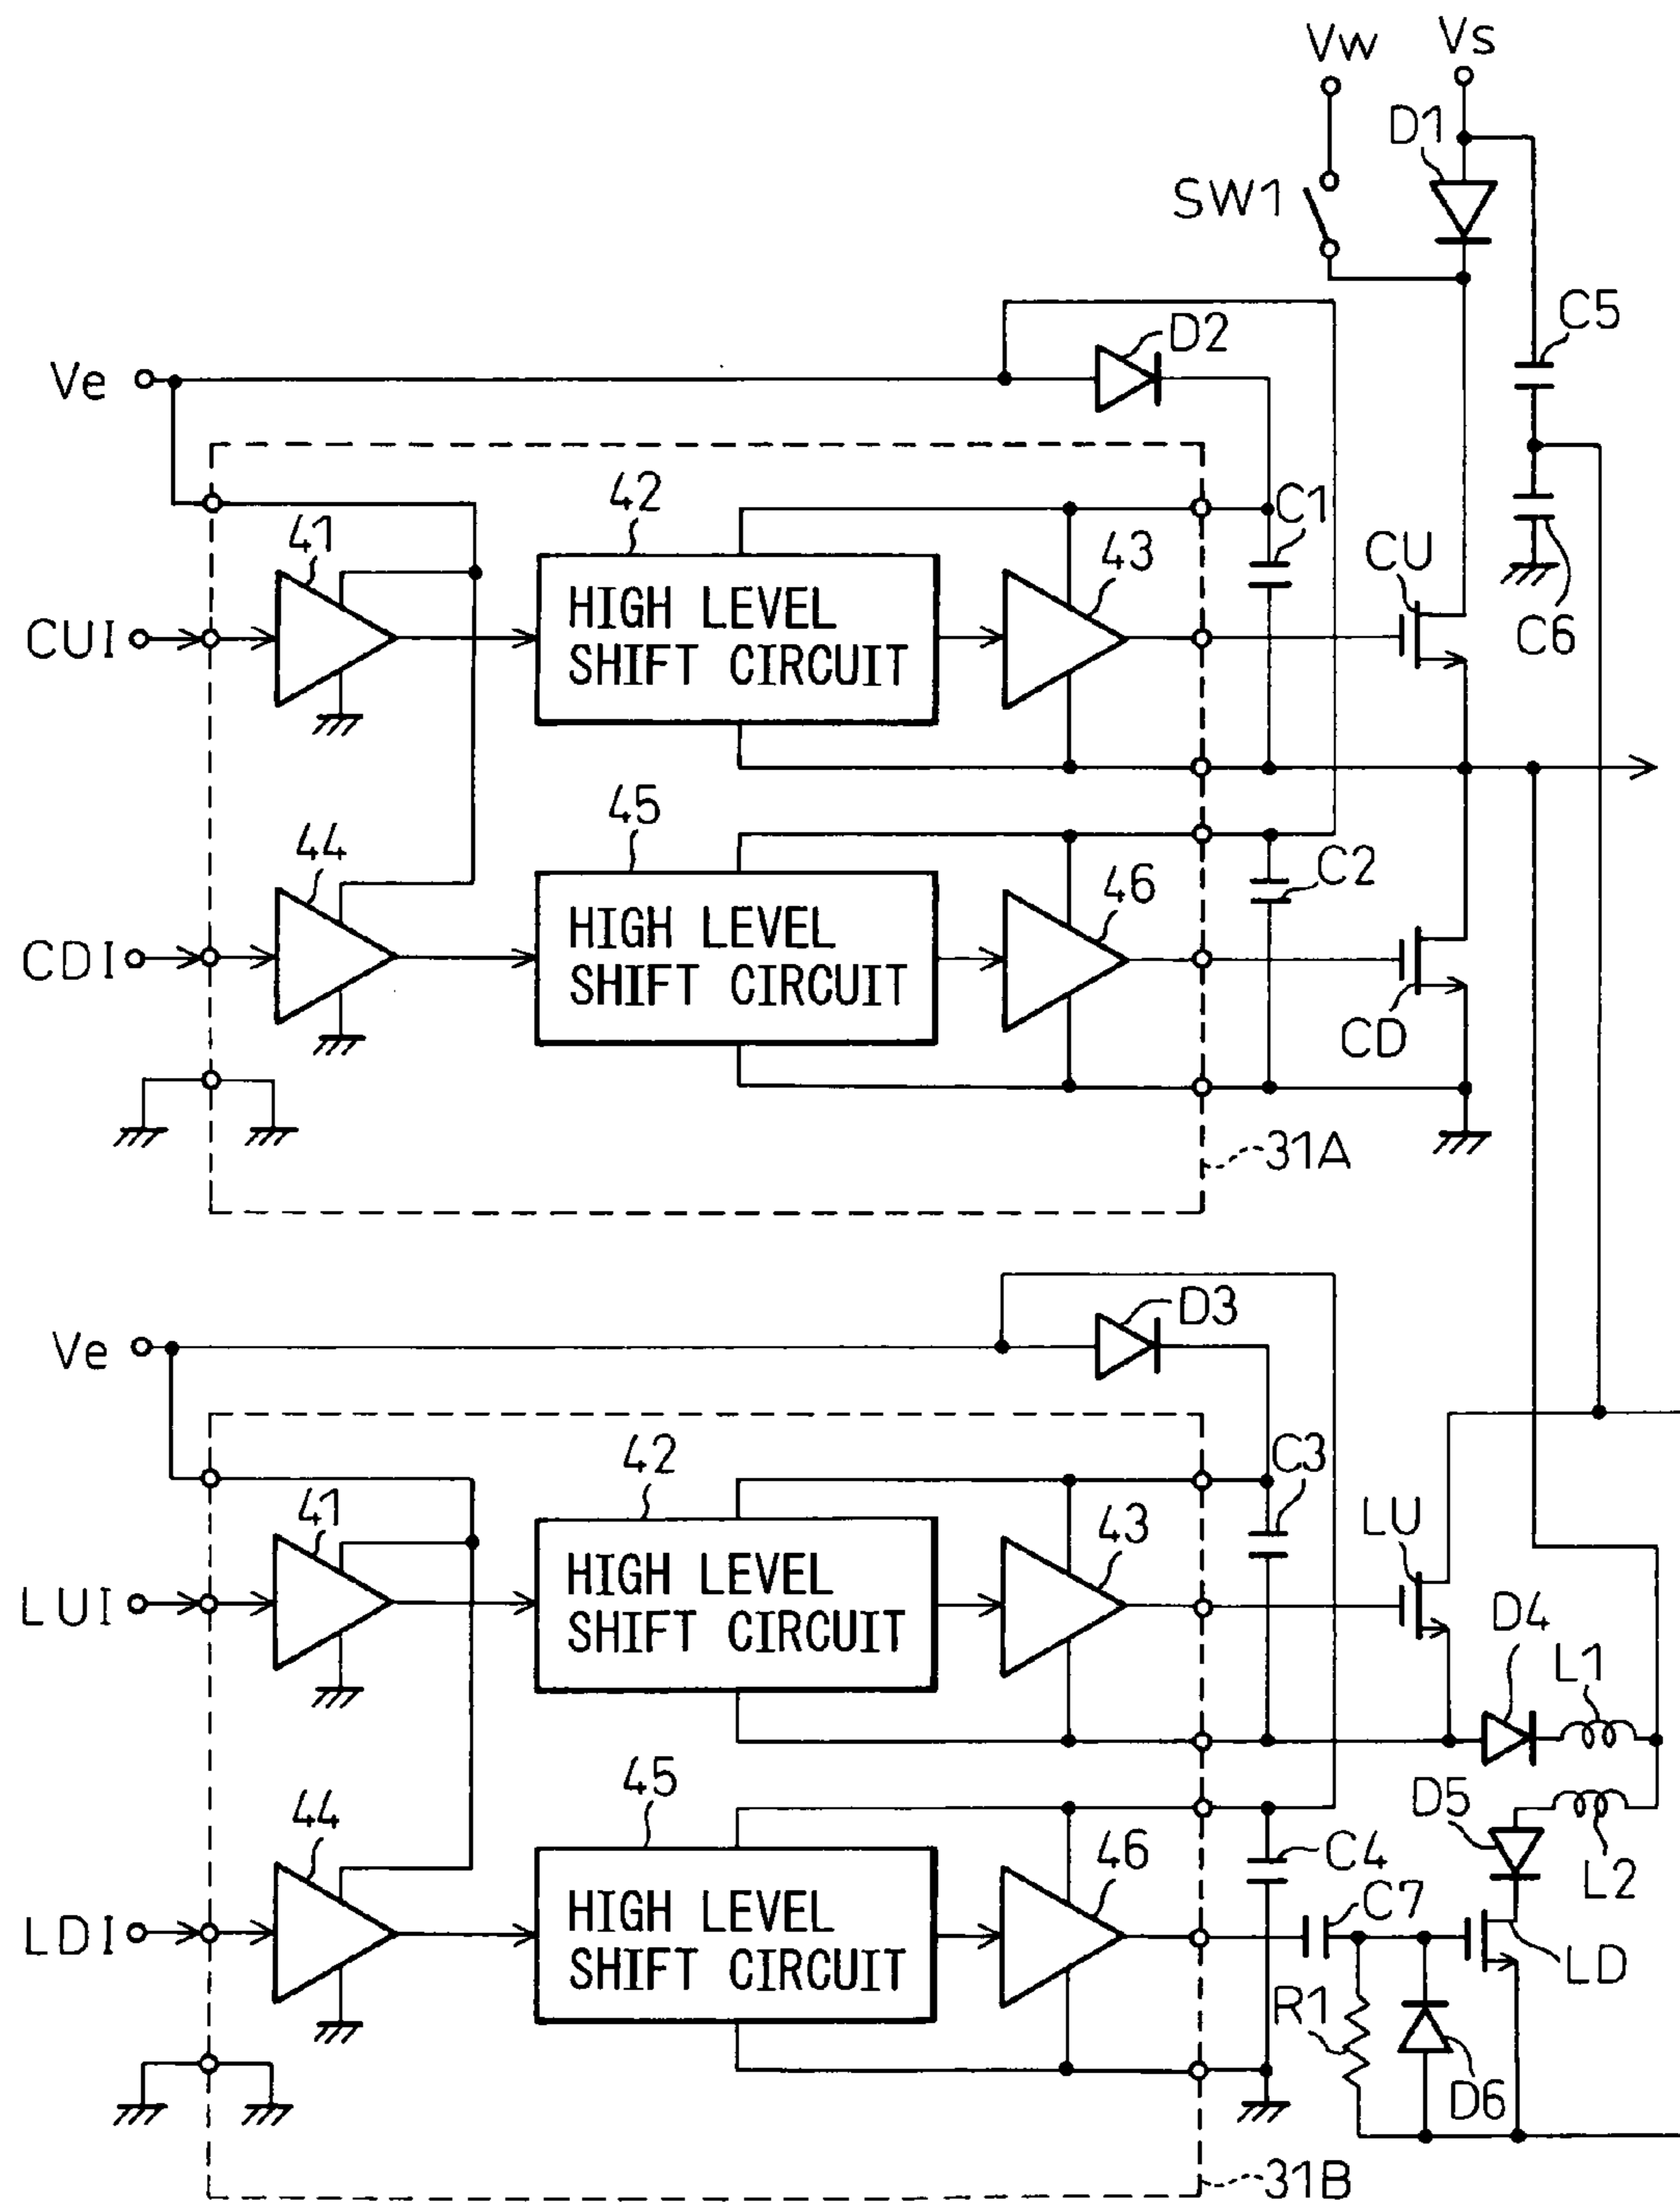 Vw
Vs
D1
SW1
C5
D2
Ve
42
C1
41
43
CU
HIGH LEVEL
SHIFT CIRCUIT
CUI
C6
45
44
C2
46
HIGH LEVEL
SHIFT CIRCUIT
CDI
CD
31A
D3
Ve
42
C3
41
43
LU
HIGH LEVEL
SHIFT CIRCUIT
LUI
D4
L1
45
44
D5
46
C4
L2
C7
HIGH LEVEL
SHIFT CIRCUIT
LDI
LD
R1
D6
31B